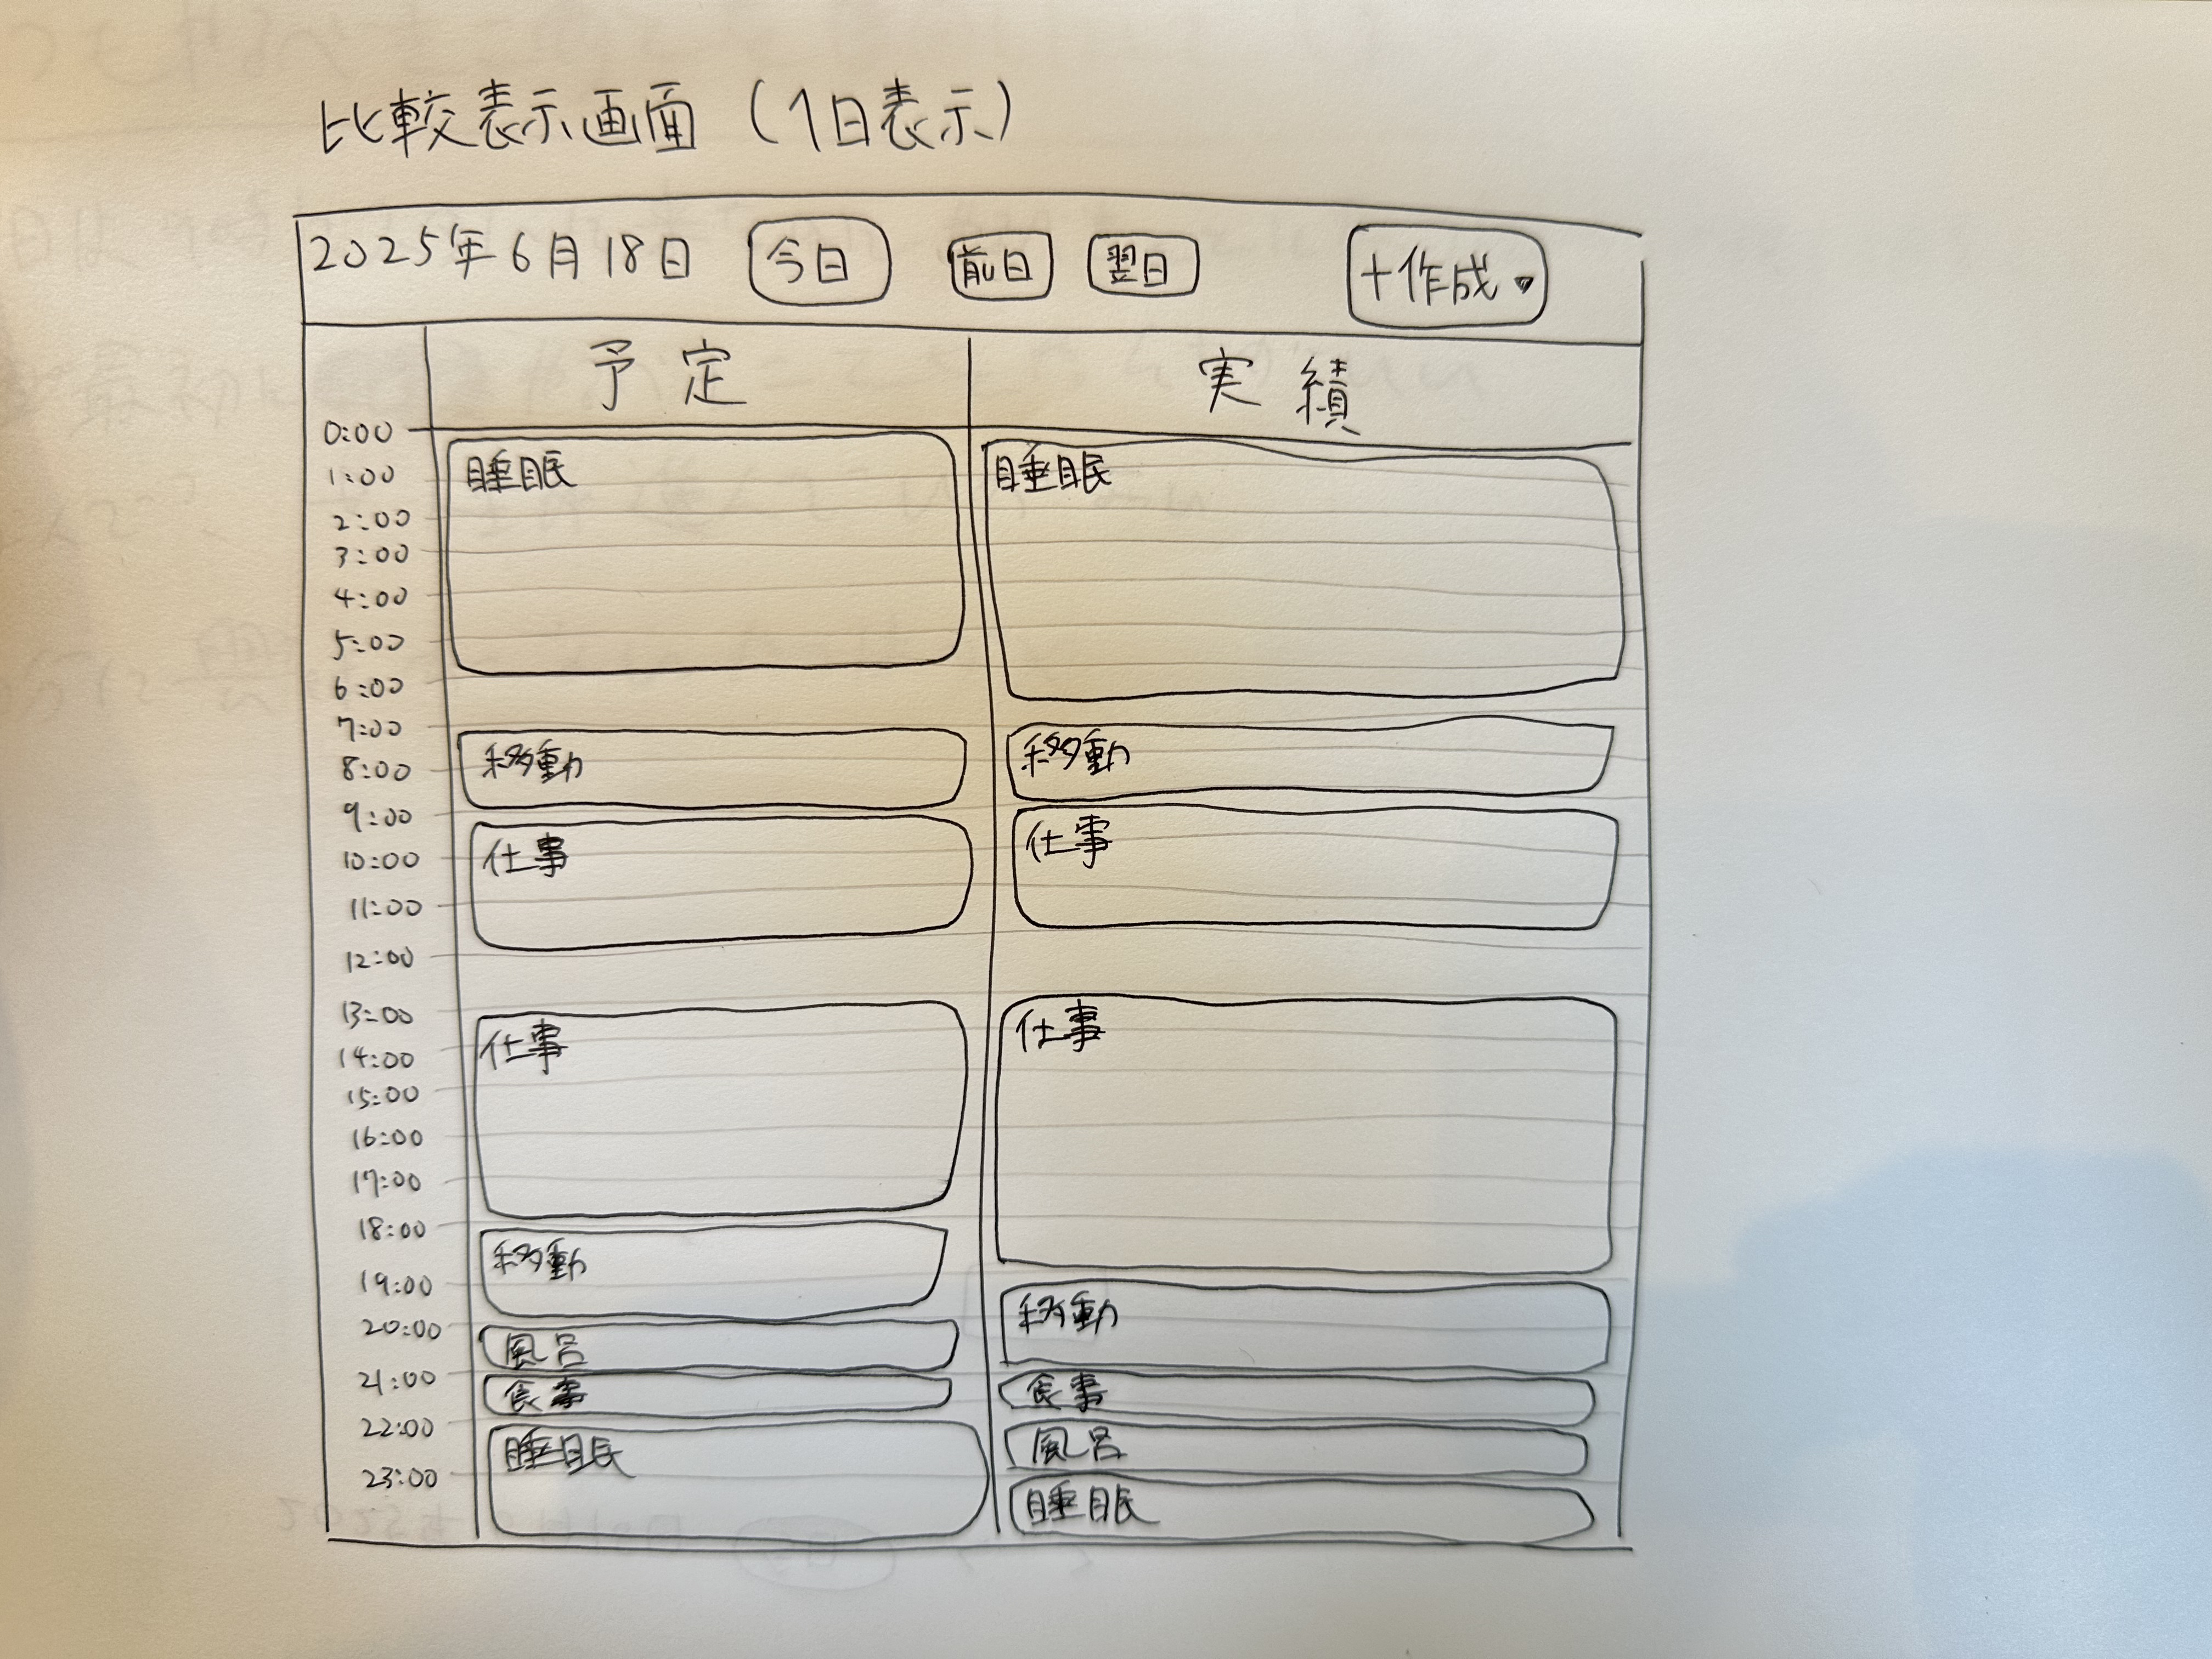 比較表示画面（1日表示）
2025年6月18日 今日 前日 翌日 +作成▾
予定 実績
0:00
睡眠 睡眠
1:00
2:00
3:00
4:00
5:00
6:00
7:00
移動 移動
8:00
9:00
仕事 仕事
10:00
11:00
12:00
13:00
仕事 仕事
14:00
15:00
16:00
17:00
18:00
移動
19:00
移動
20:00
風呂
21:00
食事 食事
22:00
睡眠 風呂
23:00
睡眠